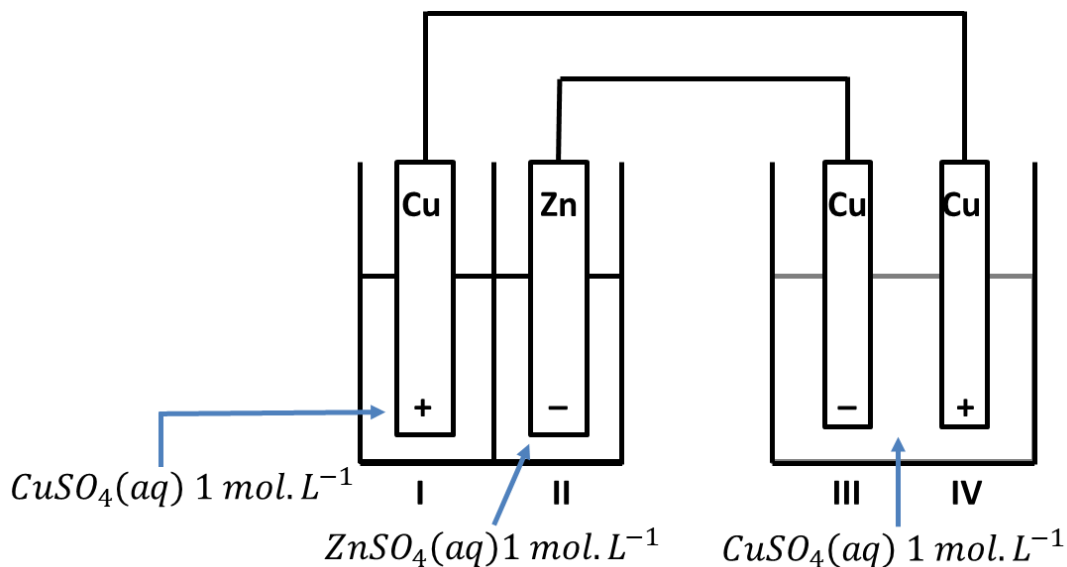 Cu Zn Cu Cu
+ − − +
CuSO₄(aq) 1 mol. L⁻¹
I II III IV
ZnSO₄(aq)1 mol. L⁻¹ CuSO₄(aq) 1 mol. L⁻¹